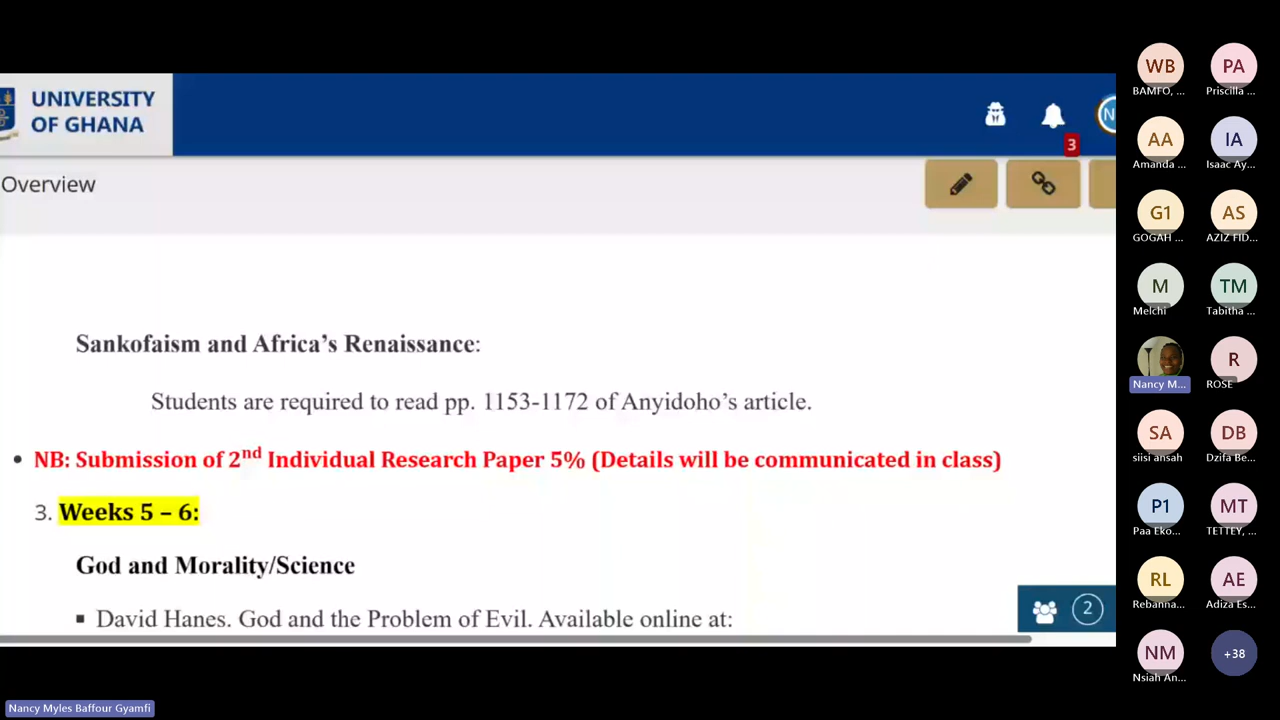 UNIVERSITY
OF GHANA
3
Overview
Sankofaism and Africa’s Renaissance:
Students are required to read pp. 1153-1172 of Anyidoho’s article.
• NB: Submission of 2nd Individual Research Paper 5% (Details will be communicated in class)
3. Weeks 5 – 6:
God and Morality/Science
▪ David Hanes. God and the Problem of Evil. Available online at:
2
WB
BAMFO, ...
PA
Priscilla ...
AA
Amanda ...
IA
Isaac Ay...
G1
GOGAH ...
AS
AZIZ FID...
M
Melchi
TM
Tabitha ...
Nancy M...
R
ROSE
SA
siisi ansah
DB
Dzifa Be...
P1
Paa Eko...
MT
TETTEY, ...
RL
Rebanna...
AE
Adiza Es...
NM
Nsiah An...
+38
N
Nancy Myles Baffour Gyamfi